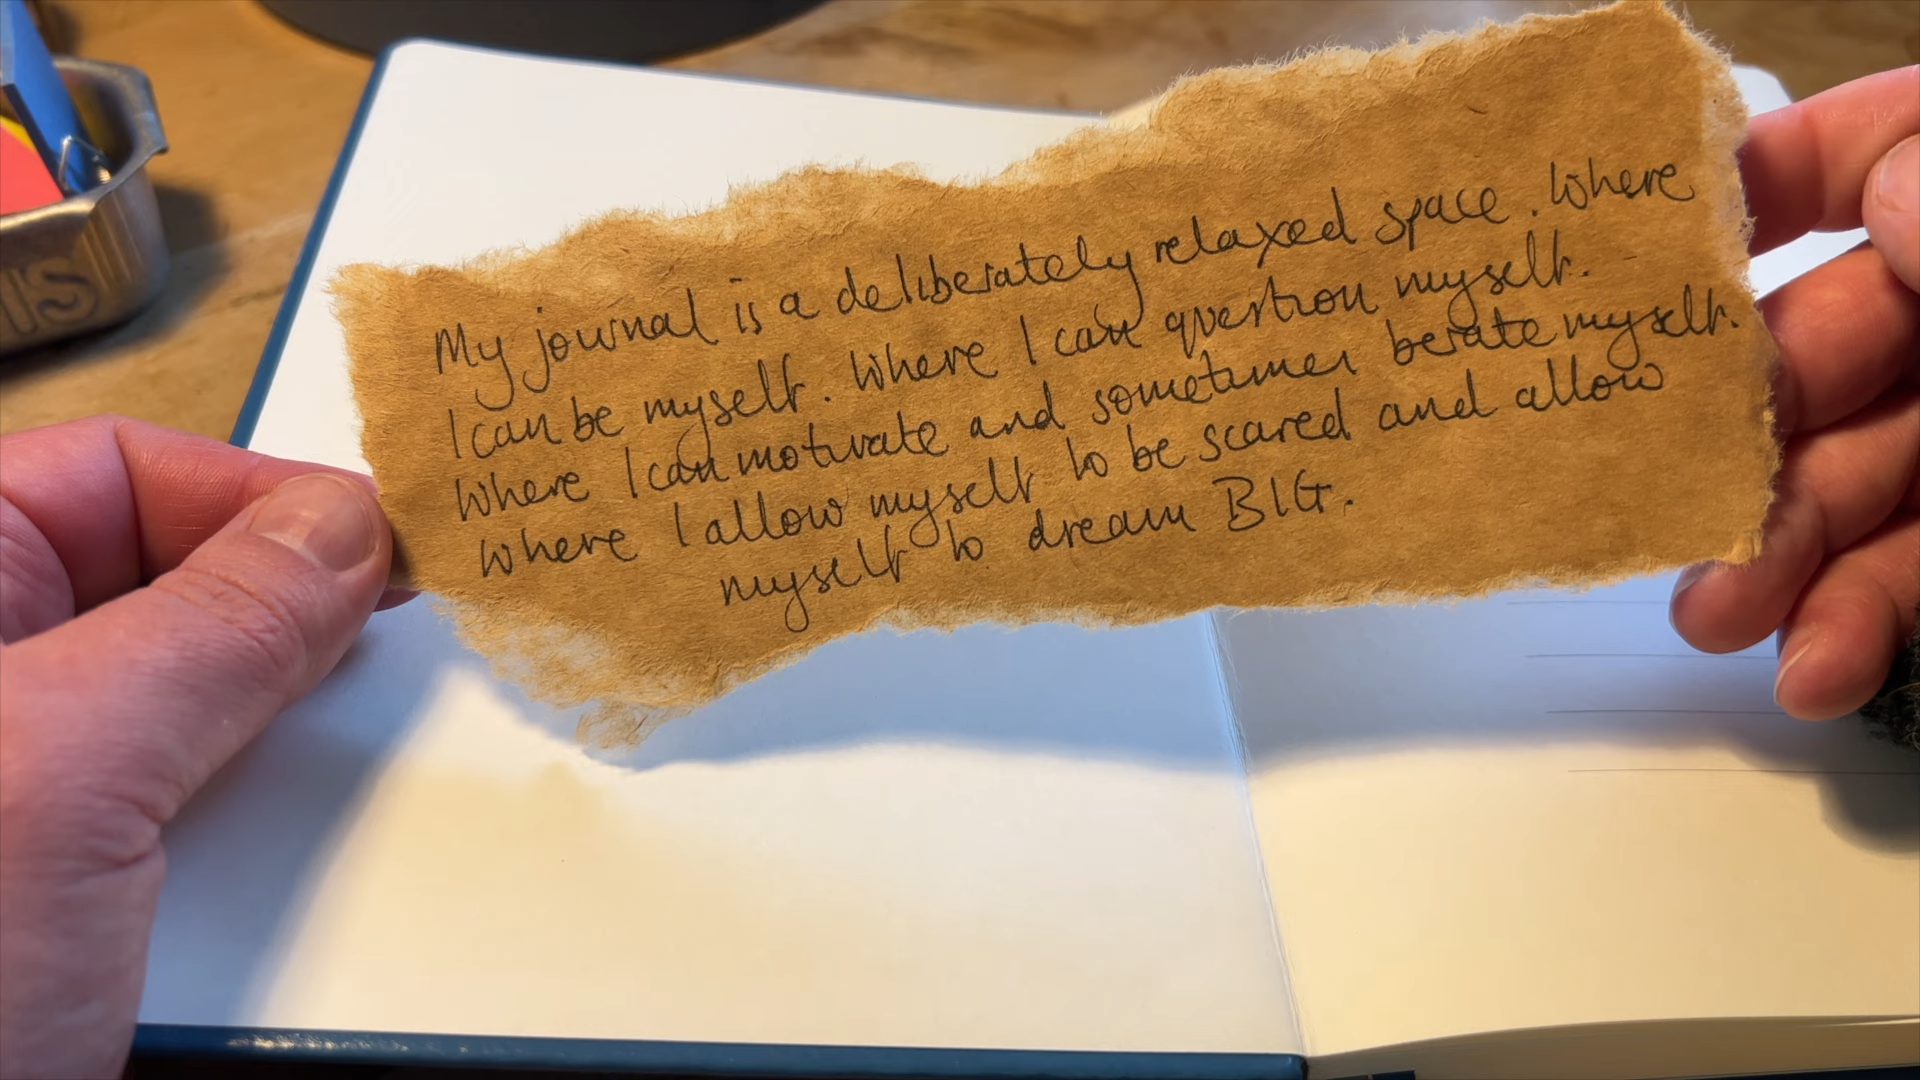 My journal is a deliberately relaxed space. Where
I can be myself. Where I can question myself.
Where I can motivate and sometimes berate myself.
Where I allow myself to be scared and allow
myself to dream BIG.
IS